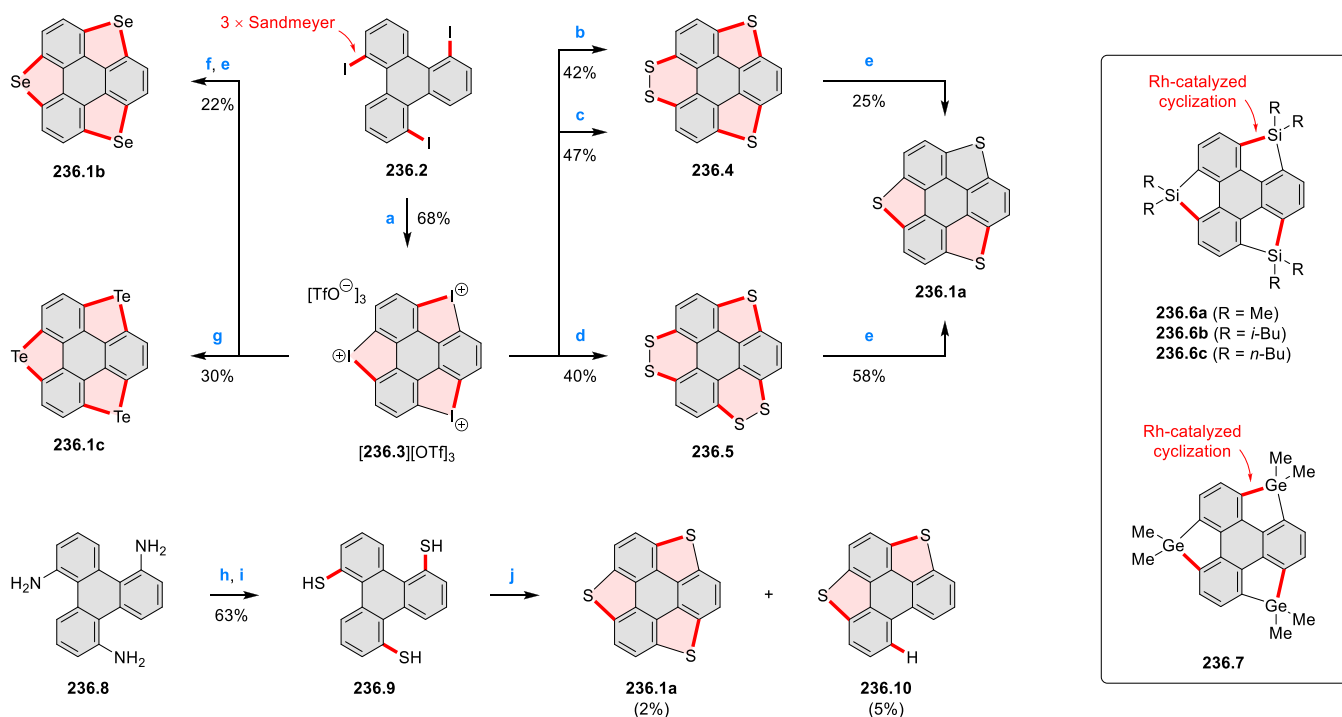 3 × Sandmeyer
Se
Se
Se
236.1b
f, e
22%
I
I
I
236.2
a
68%
b
42%
c
47%
S
S
S
S
236.4
e
25%
S
S
S
236.1a
Te
Te
Te
236.1c
g
30%
[TfO⊖]3
I⊕
⊕I
I⊕
[236.3][OTf]3
d
40%
S
S
S
S
S
236.5
e
58%
NH2
H2N
NH2
236.8
h, i
63%
SH
HS
SH
236.9
j
S
S
S
236.1a
(2%)
+
S
S
H
236.10
(5%)
Rh-catalyzed
cyclization
R
Si
R
R
Si
R
Si
R
R
236.6a (R = Me)
236.6b (R = i-Bu)
236.6c (R = n-Bu)
Rh-catalyzed
cyclization
Me
Me
Ge
Me
Ge
Me
Ge
Me
Me
236.7